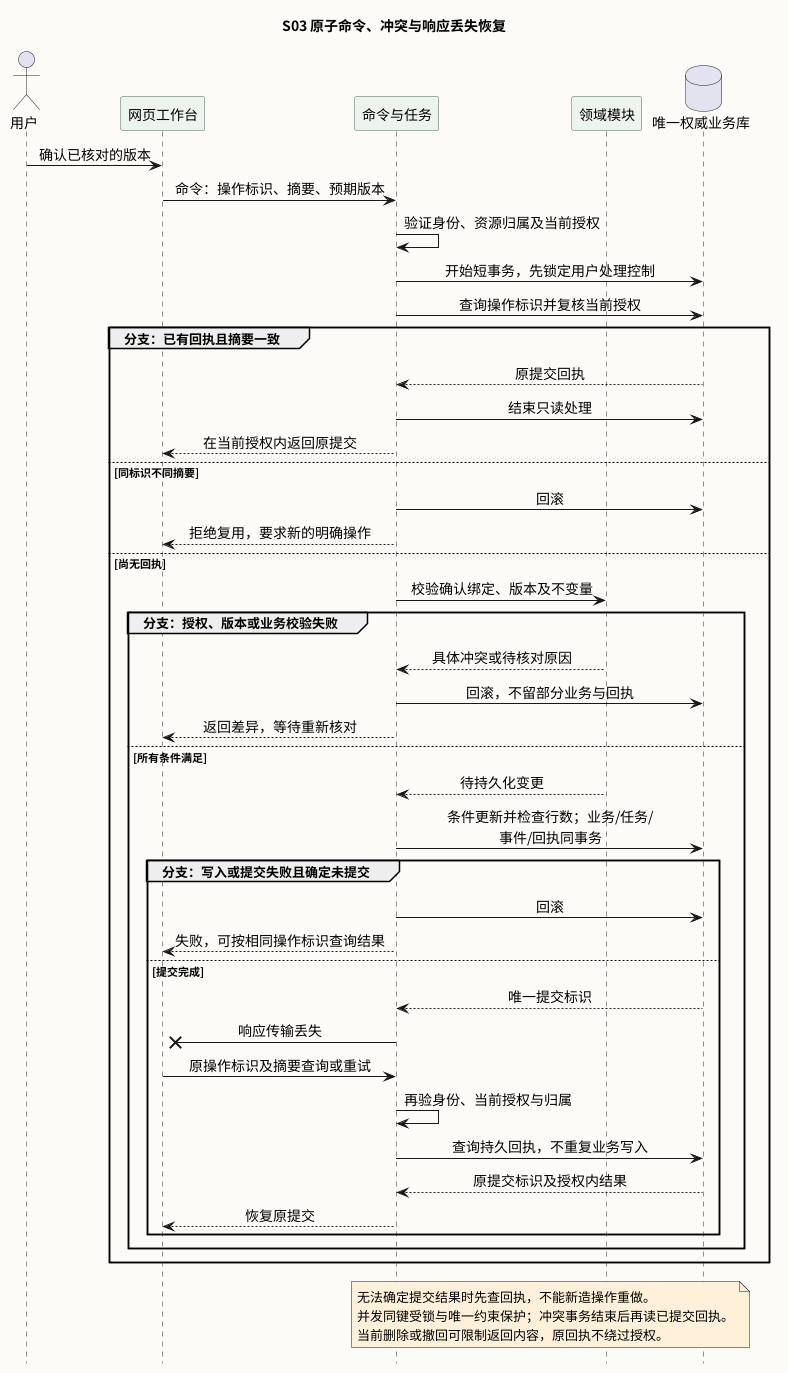 S03 原子命令、冲突与响应丢失恢复
用户
网页工作台
命令与任务
领域模块
唯一权威业务库
确认已核对的版本
命令：操作标识、摘要、预期版本
验证身份、资源归属及当前授权
开始短事务，先锁定用户处理控制
查询操作标识并复核当前授权
分支：已有回执且摘要一致
原提交回执
结束只读处理
在当前授权内返回原提交
[同标识不同摘要]
回滚
拒绝复用，要求新的明确操作
[尚无回执]
校验确认绑定、版本及不变量
分支：授权、版本或业务校验失败
具体冲突或待核对原因
回滚，不留部分业务与回执
返回差异，等待重新核对
[所有条件满足]
待持久化变更
条件更新并检查行数；业务/任务/
事件/回执同事务
分支：写入或提交失败且确定未提交
回滚
失败，可按相同操作标识查询结果
[提交完成]
唯一提交标识
响应传输丢失
原操作标识及摘要查询或重试
再验身份、当前授权与归属
查询持久回执，不重复业务写入
原提交标识及授权内结果
恢复原提交
无法确定提交结果时先查回执，不能新造操作重做。
并发同键受锁与唯一约束保护；冲突事务结束后再读已提交回执。
当前删除或撤回可限制返回内容，原回执不绕过授权。